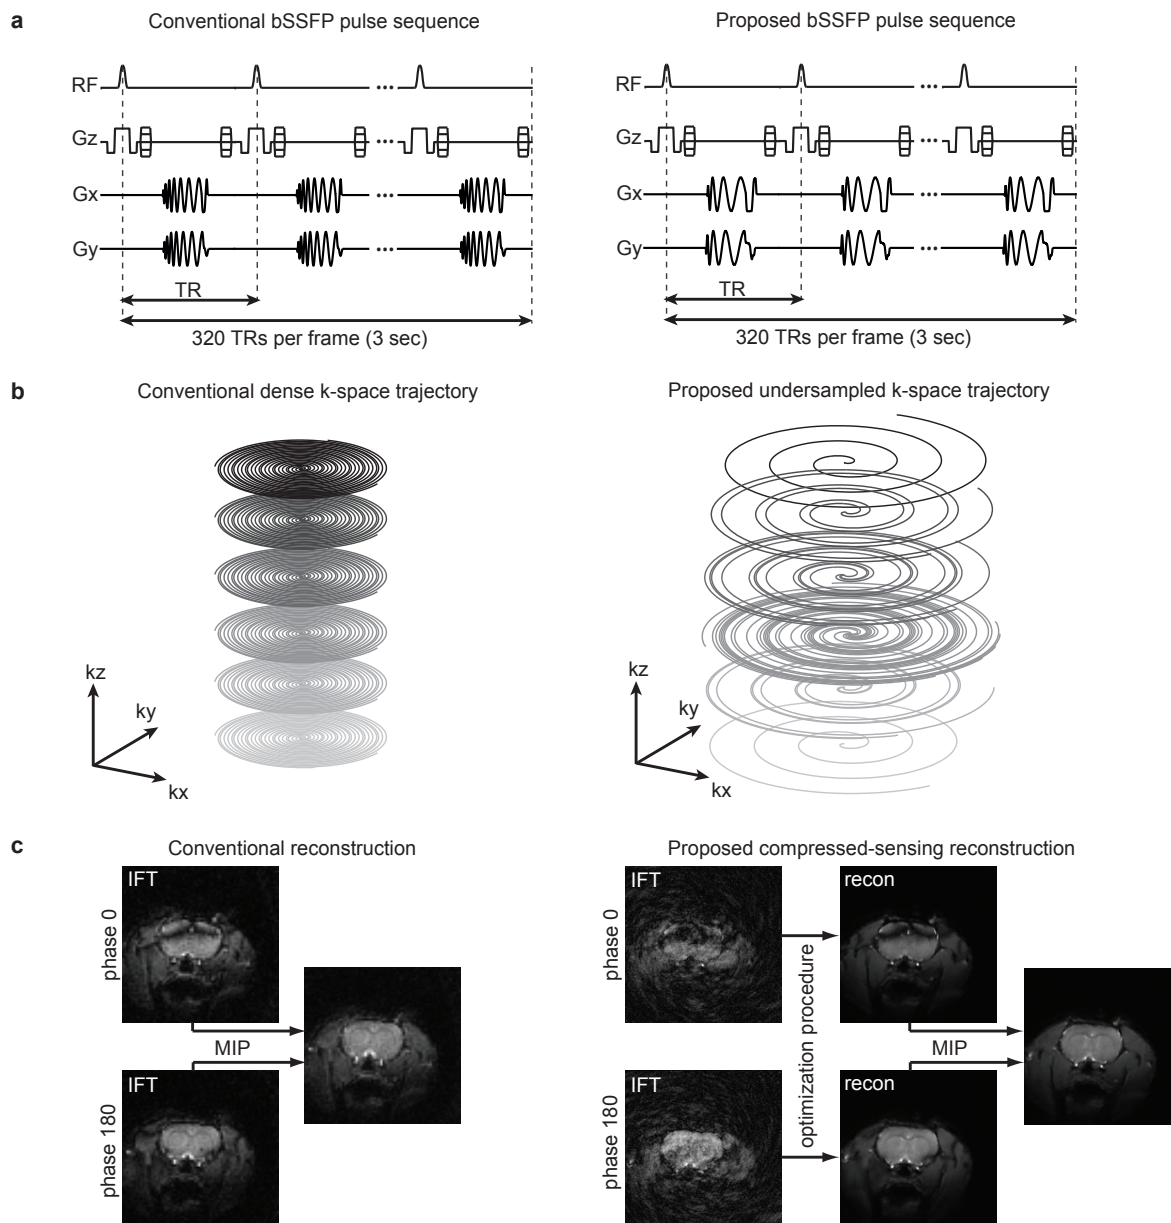 a
Conventional bSSFP pulse sequence
Proposed bSSFP pulse sequence
RF
Gz
Gx
Gy
TR
320 TRs per frame (3 sec)
RF
Gz
Gx
Gy
TR
320 TRs per frame (3 sec)
b
Conventional dense k-space trajectory
Proposed undersampled k-space trajectory
kz
ky
kx
kz
ky
kx
c
Conventional reconstruction
Proposed compressed-sensing reconstruction
phase 0
IFT
MIP
phase 180
IFT
phase 0
IFT
recon
optimization procedure
MIP
phase 180
IFT
recon